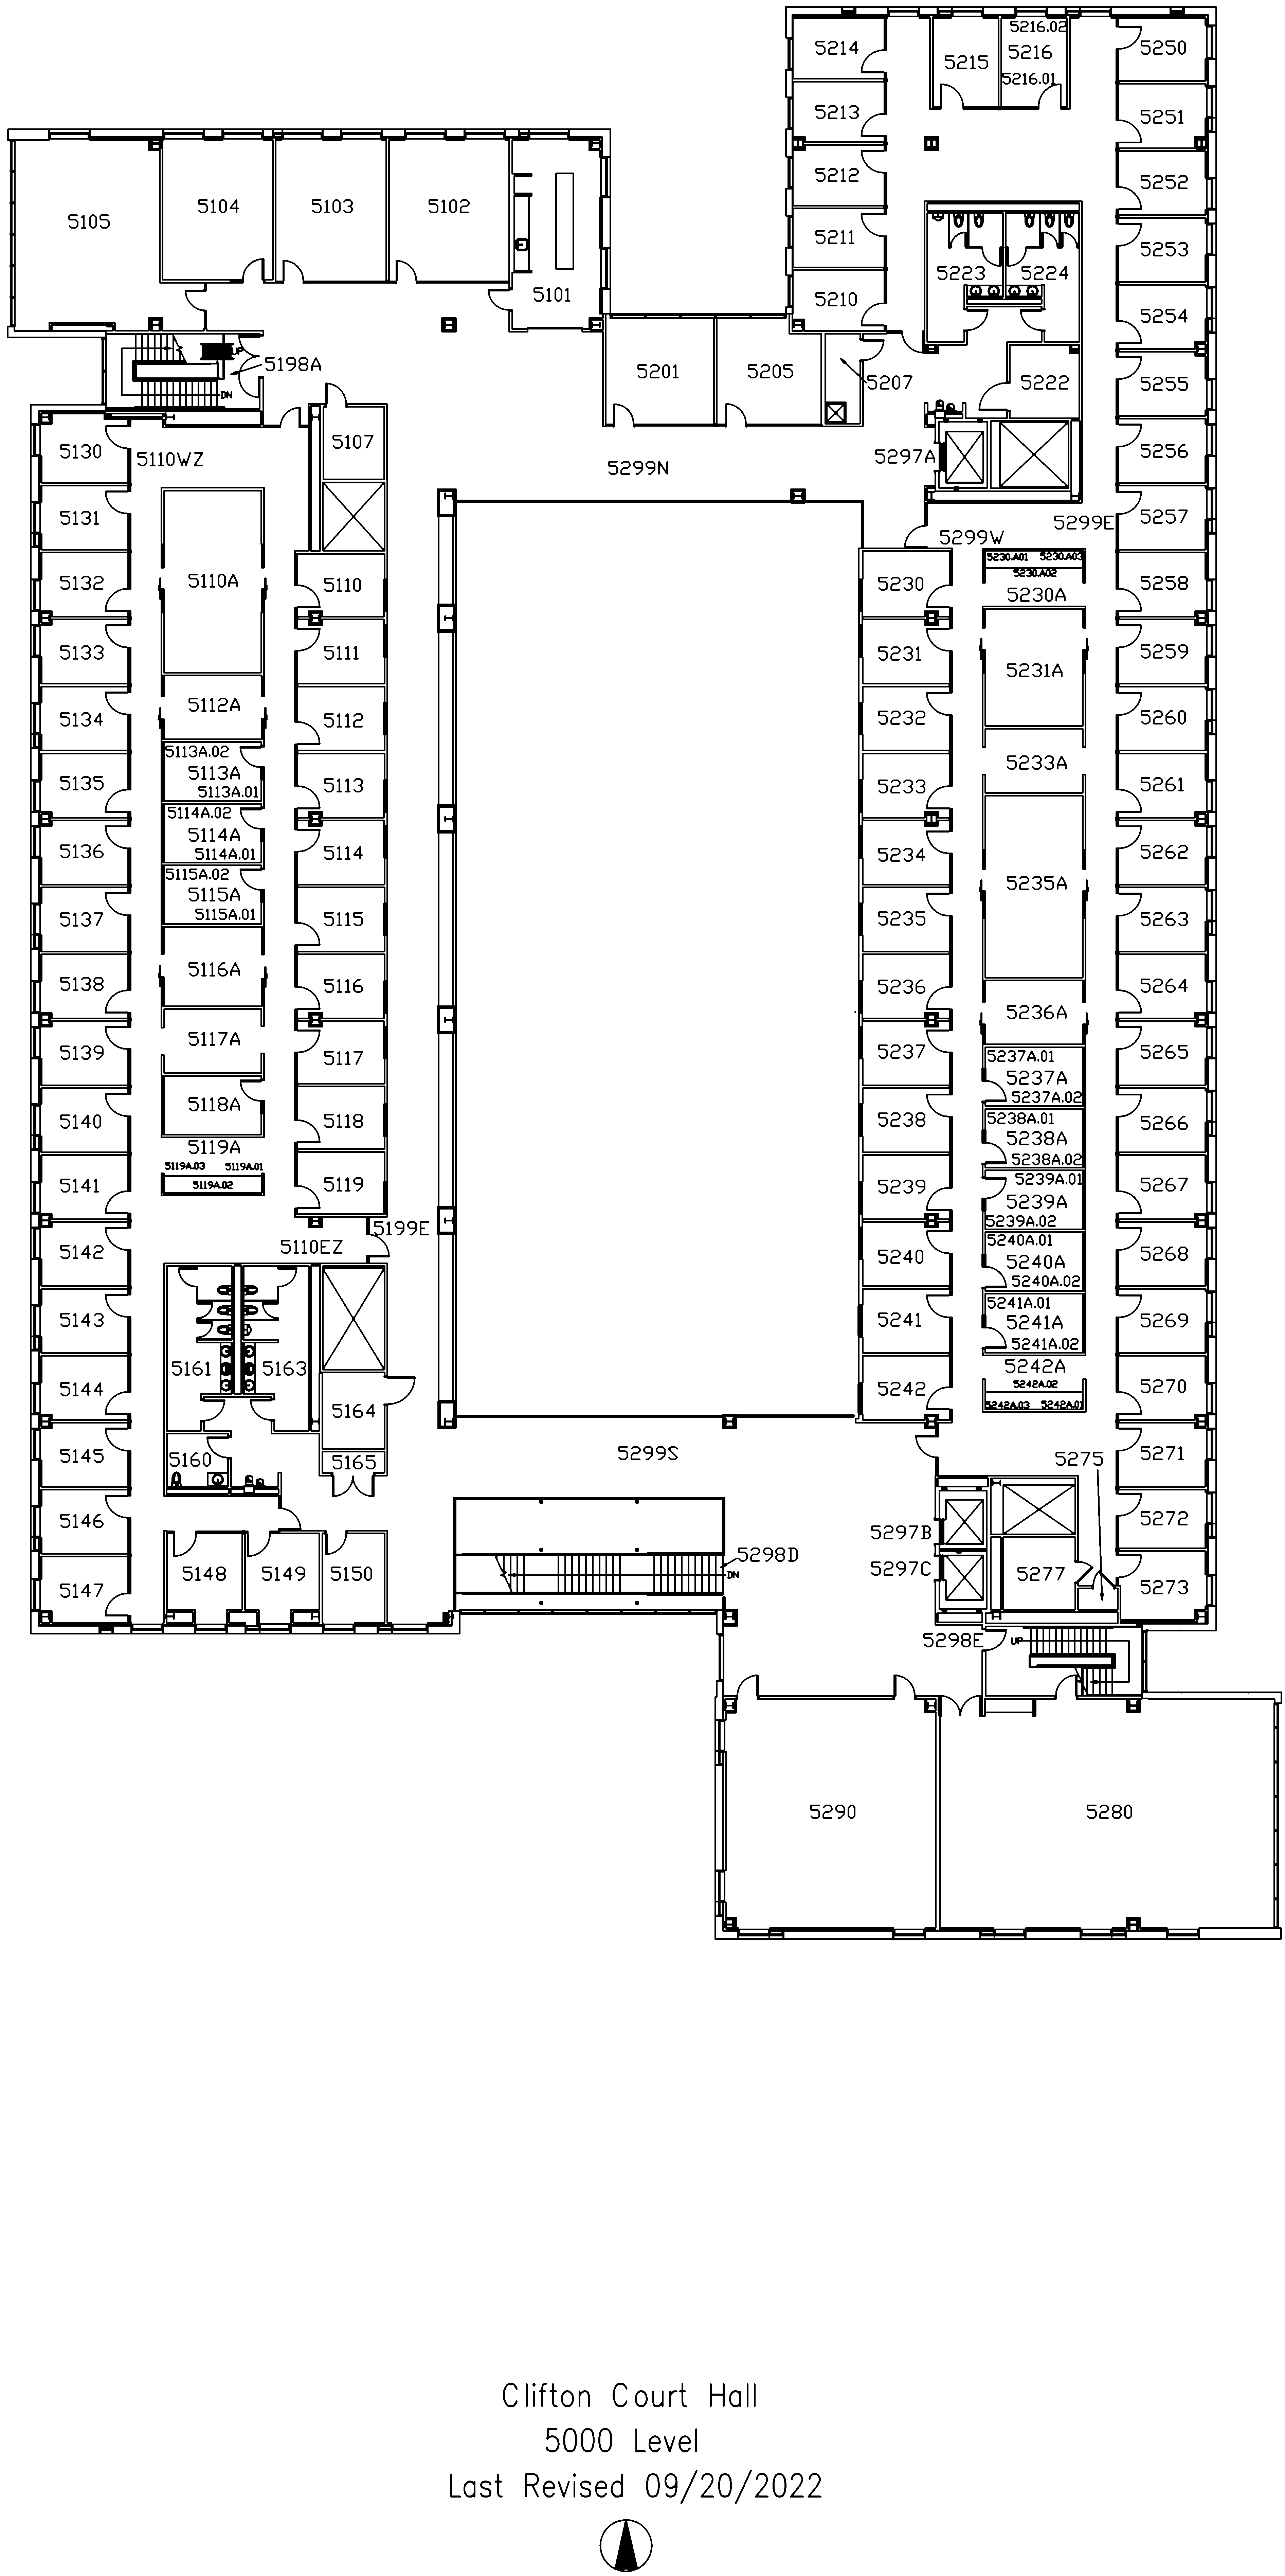 5214
5215
5216.02
5216
5216.01
5250
5213
5251
5212
5252
5105
5104
5103
5102
5211
5253
5223
5224
5101
5210
5254
UP
5198A
DN
5201
5205
5207
5222
5255
5130
5110WZ
5107
5299N
5297A
5256
5131
5299W
5299E
5257
5132
5110A
5110
5230
5230.A01
5230.A03
5230.A02
5230A
5258
5133
5111
5231
5231A
5259
5134
5112A
5112
5232
5260
5113A.02
5233A
5135
5113A
5113A.01
5113
5233
5261
5114A.02
5136
5114A
5114A.01
5114
5234
5262
5115A.02
5235A
5137
5115A
5115A.01
5115
5235
5263
5138
5116A
5116
5236
5236A
5264
5139
5117A
5117
5237
5237A.01
5237A
5237A.02
5265
5140
5118A
5118
5238
5238A.01
5238A
5238A.02
5266
5119A
5141
5119A.03
5119A.01
5119A.02
5119
5239
5239A.01
5239A
5239A.02
5267
5199E
5142
5110EZ
5240
5240A.01
5240A
5240A.02
5268
5143
5241
5241A.01
5241A
5241A.02
5269
5161
5163
5242A
5144
5242
5242A.02
5242A.03
5242A.01
5270
5164
5145
5160
5165
5299S
5275
5271
5146
5297B
5272
5298D
DN
5147
5148
5149
5150
5297C
5277
5273
5298E
UP
5290
5280
Clifton Court Hall
5000 Level
Last Revised 09/20/2022